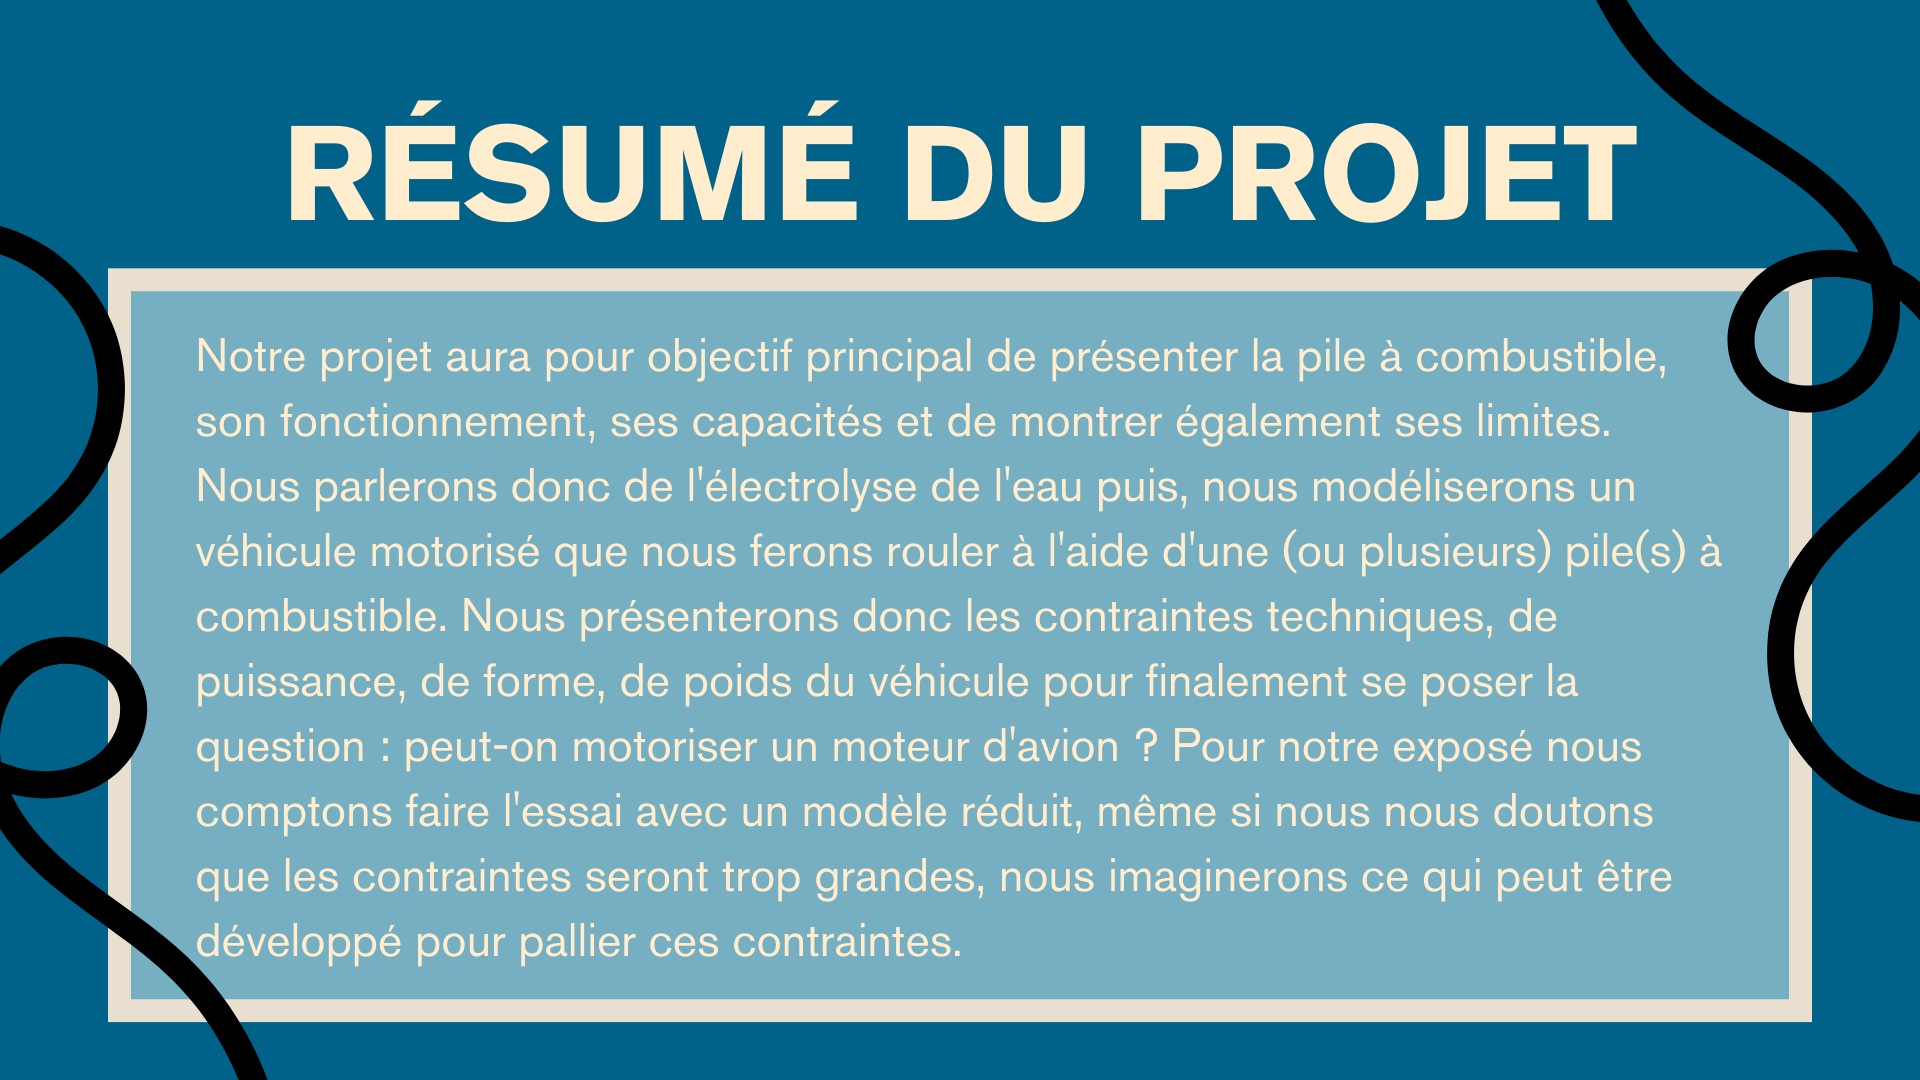 RÉSUMÉ DU PROJET
Notre projet aura pour objectif principal de présenter la pile à combustible,
son fonctionnement, ses capacités et de montrer également ses limites.
Nous parlerons donc de l'électrolyse de l'eau puis, nous modéliserons un
véhicule motorisé que nous ferons rouler à l'aide d'une (ou plusieurs) pile(s) à
combustible. Nous présenterons donc les contraintes techniques, de
puissance, de forme, de poids du véhicule pour finalement se poser la
question : peut-on motoriser un moteur d'avion ? Pour notre exposé nous
comptons faire l'essai avec un modèle réduit, même si nous nous doutons
que les contraintes seront trop grandes, nous imaginerons ce qui peut être
développé pour pallier ces contraintes.